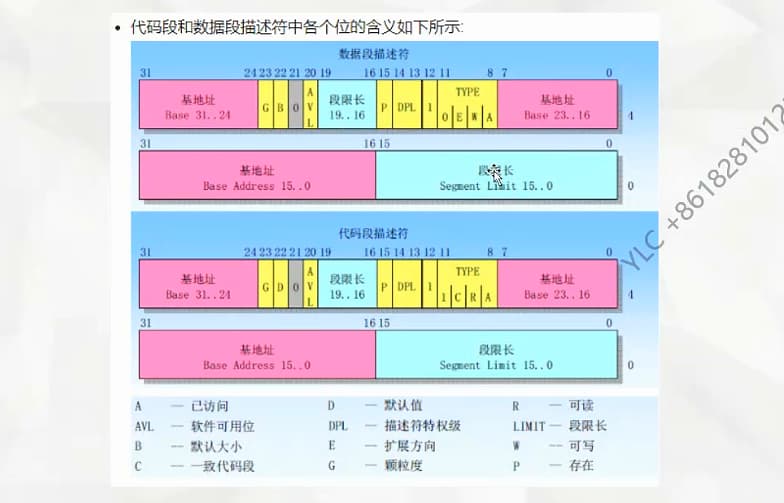 • 代码段和数据段描述符中各个位的含义如下所示:
数据段描述符
31 24 23 22 21 20 19 16 15 14 13 12 11 8 7 0
基地址 Base 31..24 G B 0 AVL 段限长 19..16 P DPL 1 TYPE 0 E W A 基地址 Base 23..16 4
31 16 15 0
基地址 Base Address 15..0 段限长 Segment Limit 15..0 0
代码段描述符
31 24 23 22 21 20 19 16 15 14 13 12 11 8 7 0
基地址 Base 31..24 G D 0 AVL 段限长 19..16 P DPL 1 TYPE 1 C R A 基地址 Base 23..16 4
31 16 15 0
基地址 Base Address 15..0 段限长 Segment Limit 15..0 0
A — 已访问 D — 默认值 R — 可读
AVL — 软件可用位 DPL — 描述符特权级 LIMIT — 段限长
B — 默认大小 E — 扩展方向 W — 可写
C — 一致代码段 G — 颗粒度 P — 存在